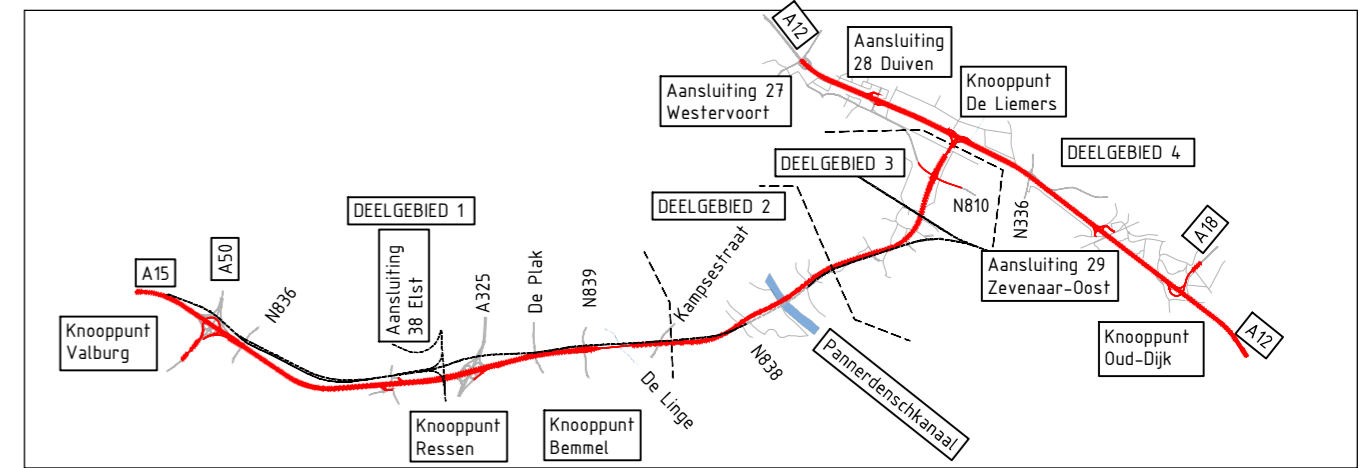 A12
Aansluiting
28 Duiven
Aansluiting 27
Westervoort
Knooppunt
De Liemers
DEELGEBIED 4
DEELGEBIED 3
DEELGEBIED 2
DEELGEBIED 1
N810
N336
A18
Aansluiting 29
Zevenaar-Oost
A15
A50
N836
Aansluiting
38 Elst
A325
De Plak
N839
Kampsestraat
Knooppunt
Valburg
Knooppunt
Ressen
Knooppunt
Bemmel
De Linge
N838
Pannerdenschkanaal
Knooppunt
Oud-Dijk
A12